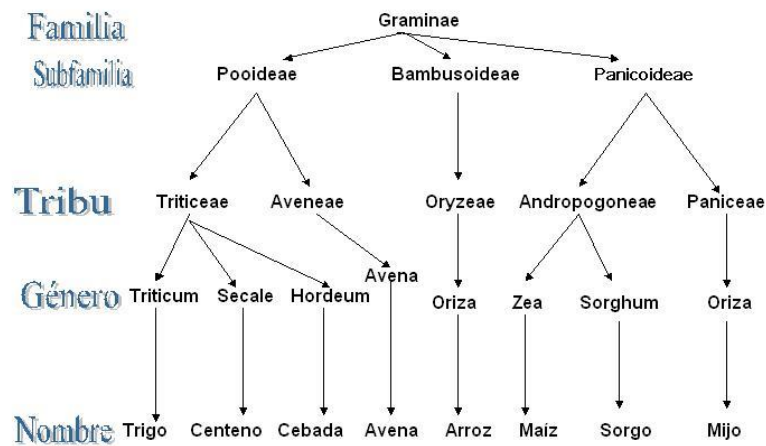 Familia Graminae
Subfamilia Pooideae Bambusoideae Panicoideae
Tribu Triticeae Aveneae Oryzeae Andropogoneae Paniceae
Género Triticum Secale Hordeum Avena Oriza Zea Sorghum Oriza
Nombre Trigo Centeno Cebada Avena Arroz Maíz Sorgo Mijo